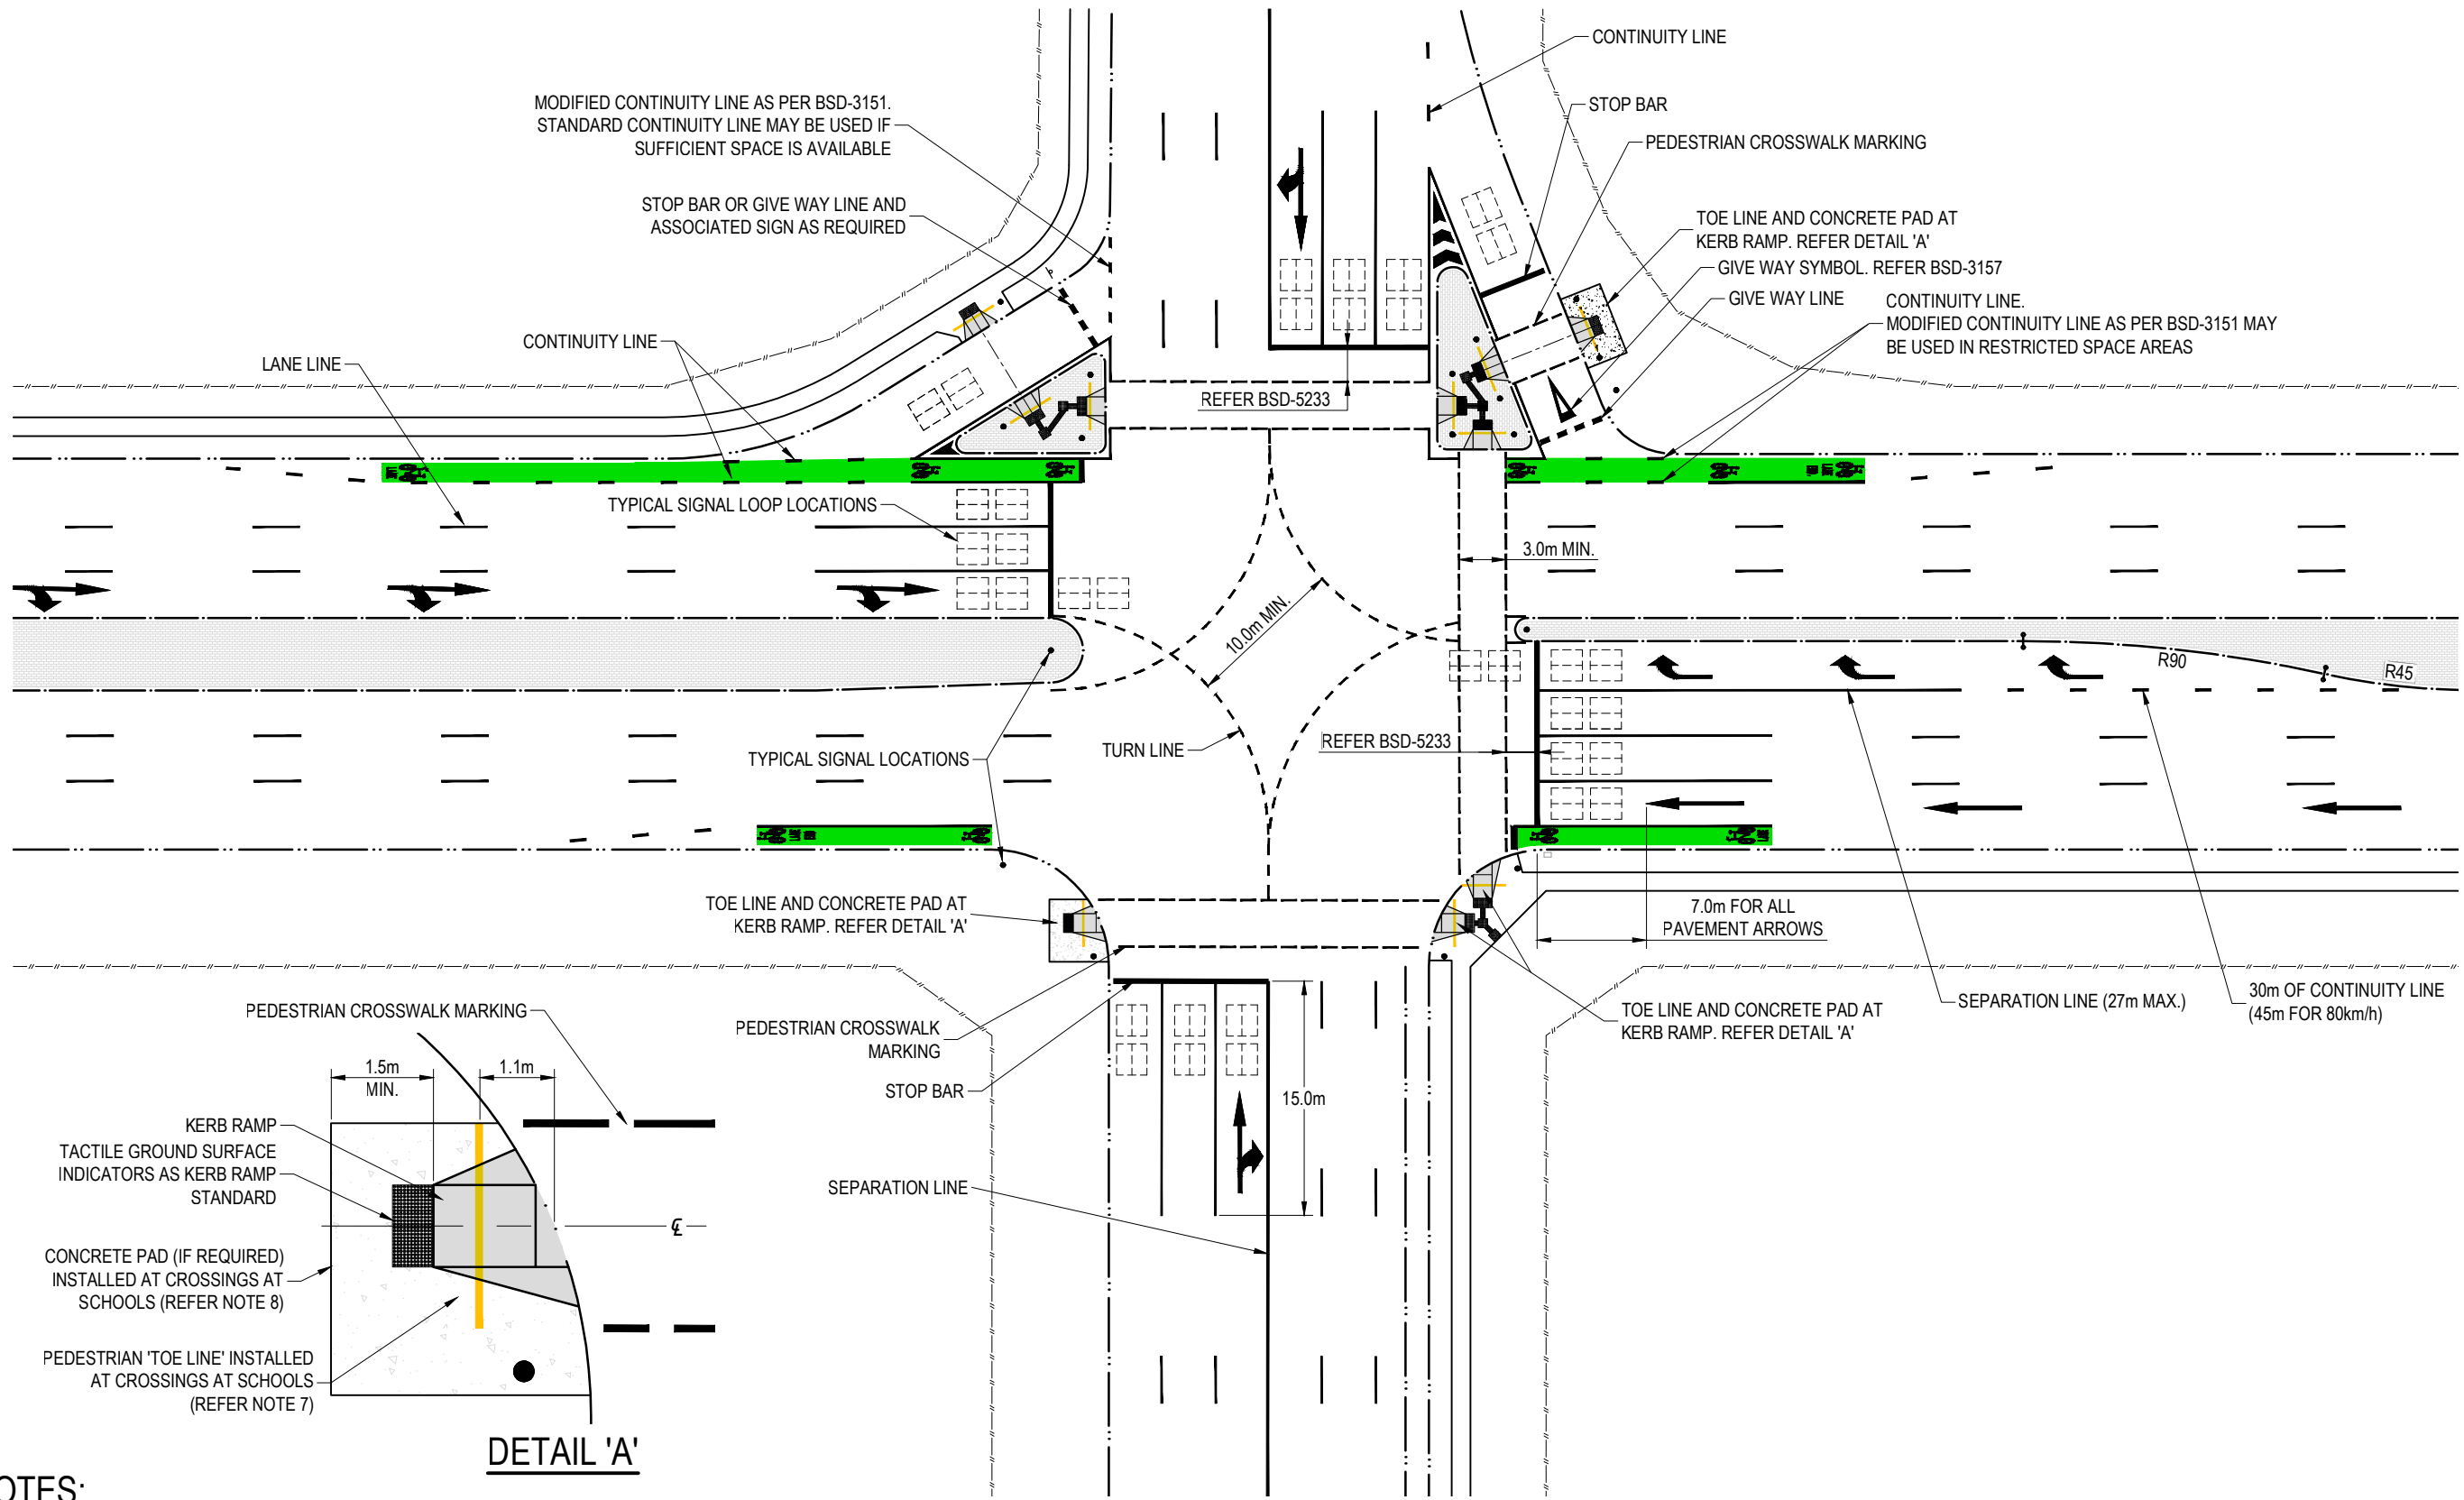 CONTINUITY LINE
MODIFIED CONTINUITY LINE AS PER BSD-3151.
STANDARD CONTINUITY LINE MAY BE USED IF
SUFFICIENT SPACE IS AVAILABLE
STOP BAR
PEDESTRIAN CROSSWALK MARKING
STOP BAR OR GIVE WAY LINE AND
ASSOCIATED SIGN AS REQUIRED
TOE LINE AND CONCRETE PAD AT
KERB RAMP. REFER DETAIL 'A'
GIVE WAY SYMBOL. REFER BSD-3157
GIVE WAY LINE
CONTINUITY LINE.
MODIFIED CONTINUITY LINE AS PER BSD-3151 MAY
BE USED IN RESTRICTED SPACE AREAS
CONTINUITY LINE
LANE LINE
REFER BSD-5233
TYPICAL SIGNAL LOOP LOCATIONS
3.0m MIN.
10.0m MIN.
R90
R45
TURN LINE
REFER BSD-5233
TYPICAL SIGNAL LOCATIONS
TOE LINE AND CONCRETE PAD AT
KERB RAMP. REFER DETAIL 'A'
7.0m FOR ALL
PAVEMENT ARROWS
PEDESTRIAN CROSSWALK MARKING
PEDESTRIAN CROSSWALK
MARKING
TOE LINE AND CONCRETE PAD AT
KERB RAMP. REFER DETAIL 'A'
SEPARATION LINE (27m MAX.)
30m OF CONTINUITY LINE
(45m FOR 80km/h)
1.5m
MIN.
1.1m
STOP BAR
15.0m
KERB RAMP
TACTILE GROUND SURFACE
INDICATORS AS KERB RAMP
STANDARD
SEPARATION LINE
CONCRETE PAD (IF REQUIRED)
INSTALLED AT CROSSINGS AT
SCHOOLS (REFER NOTE 8)
PEDESTRIAN 'TOE LINE' INSTALLED
AT CROSSINGS AT SCHOOLS
(REFER NOTE 7)
DETAIL 'A'
OTES: